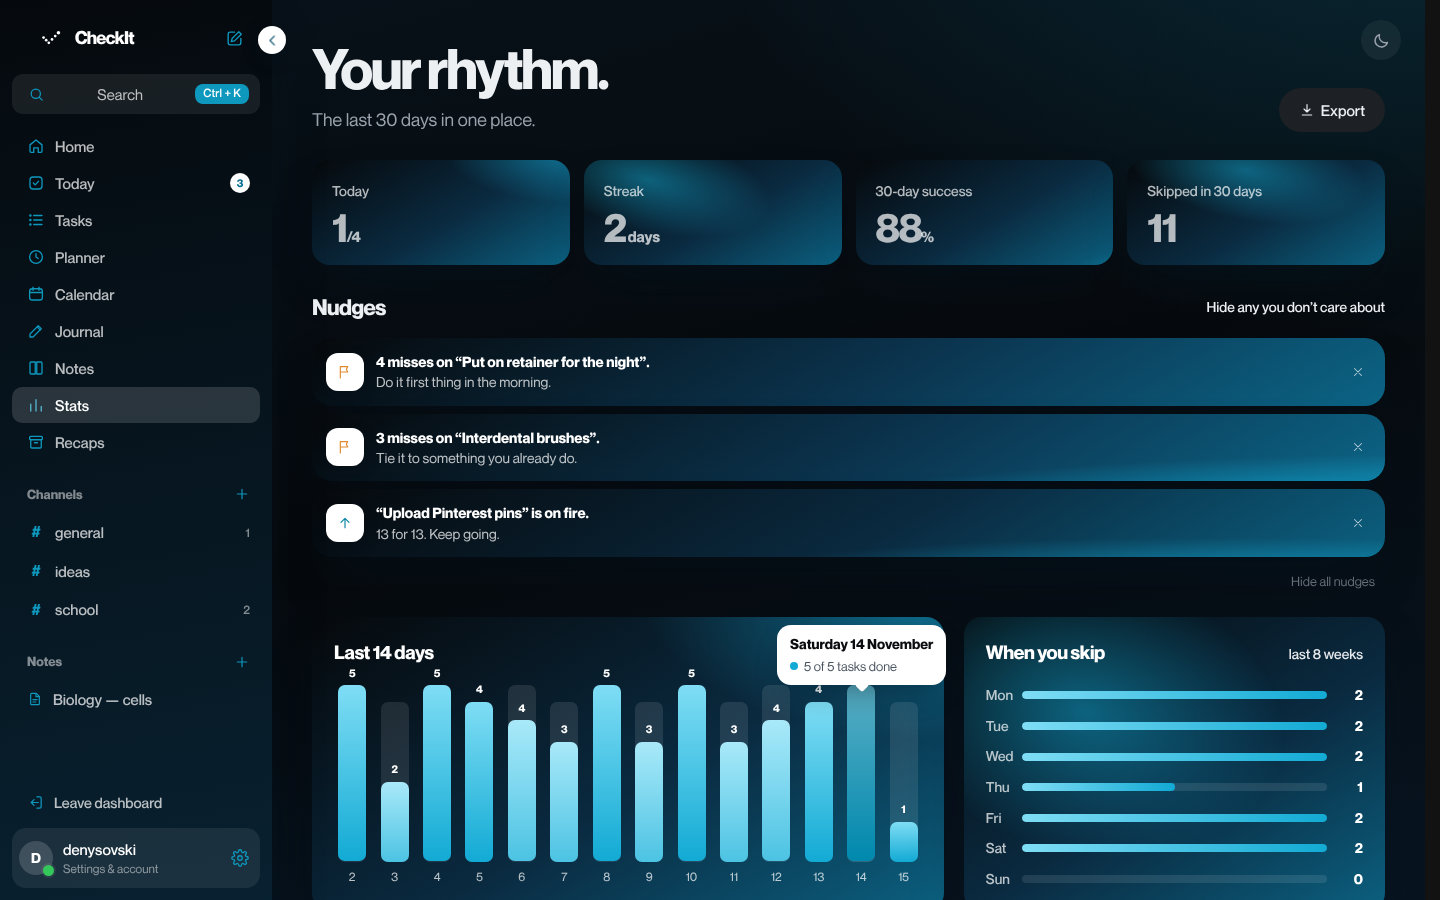 CheckIt
Search
Ctrl + K
Home
Today
3
Tasks
Planner
Calendar
Journal
Notes
Stats
Recaps
Channels
# general
1
# ideas
# school
2
Notes
Biology — cells
Leave dashboard
D
denysovski
Settings & account
Your rhythm.
The last 30 days in one place.
Export
Today
1/4
Streak
2 days
30-day success
88%
Skipped in 30 days
11
Nudges
Hide any you don’t care about
4 misses on “Put on retainer for the night”.
Do it first thing in the morning.
3 misses on “Interdental brushes”.
Tie it to something you already do.
“Upload Pinterest pins” is on fire.
13 for 13. Keep going.
Hide all nudges
Last 14 days
Saturday 14 November
5 of 5 tasks done
5 2 5 4 4 3 5 3 5 3 4 4 1
2 3 4 5 6 7 8 9 10 11 12 13 14 15
When you skip
last 8 weeks
Mon 2
Tue 2
Wed 2
Thu 1
Fri 2
Sat 2
Sun 0